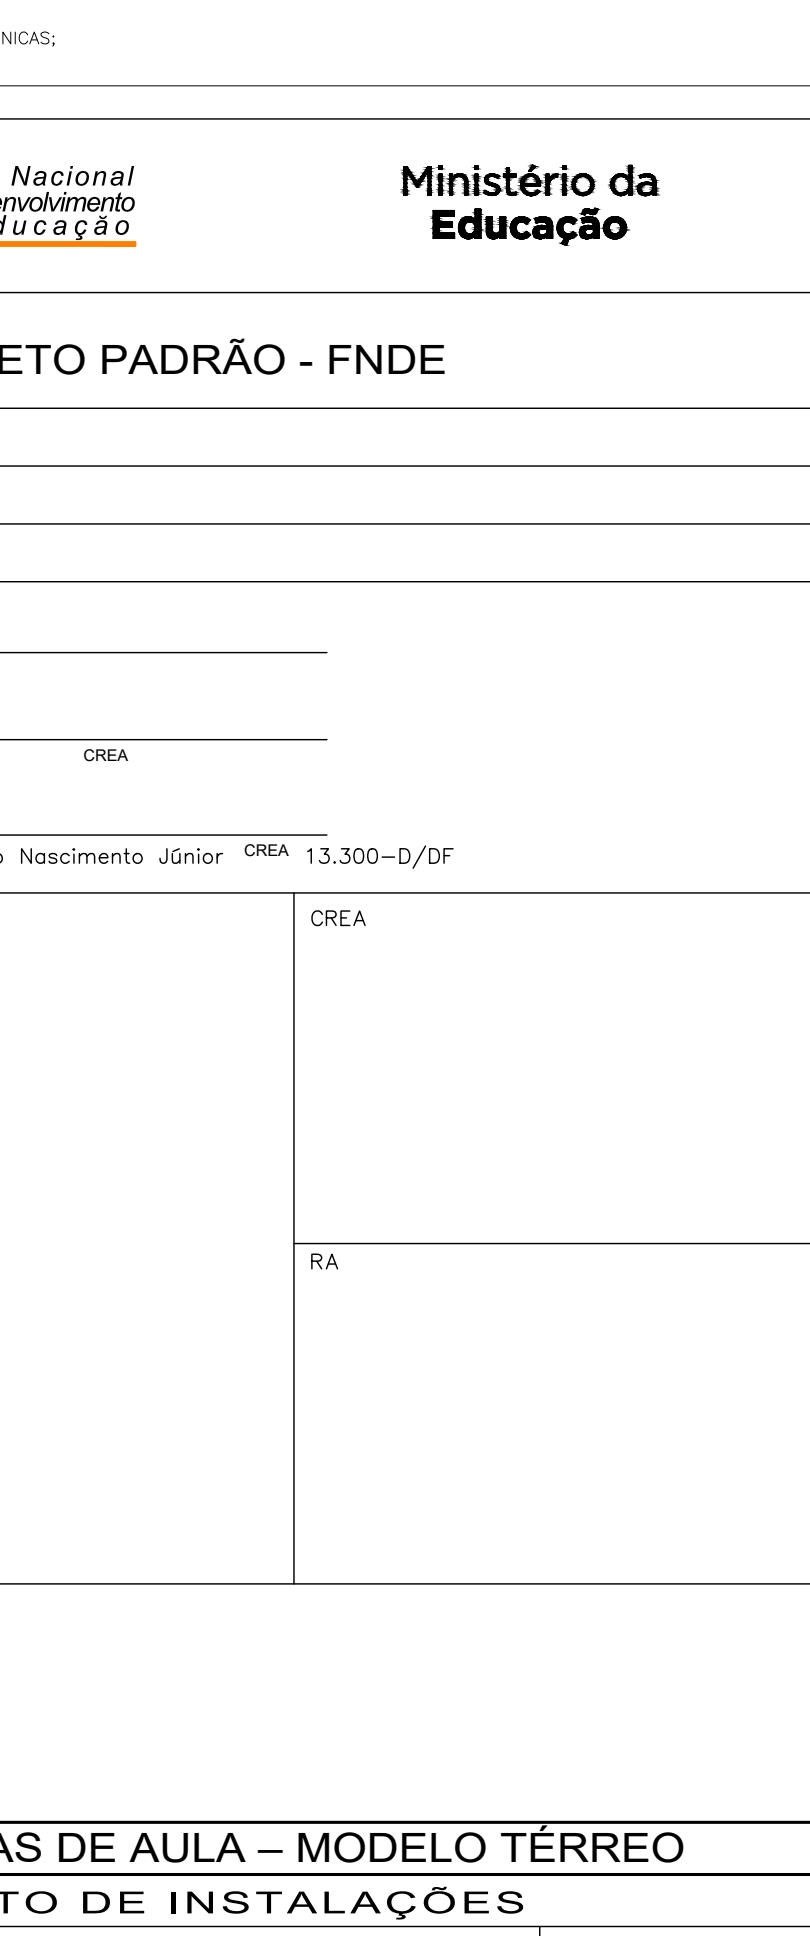 NICAS;
Nacional
envolvimento
ducação
Ministério da
Educação
ETO PADRÃO - FNDE
CREA
o Nascimento Júnior CREA 13.300-D/DF
CREA
RA
AS DE AULA – MODELO TÉRREO
TO DE INSTALAÇÕES